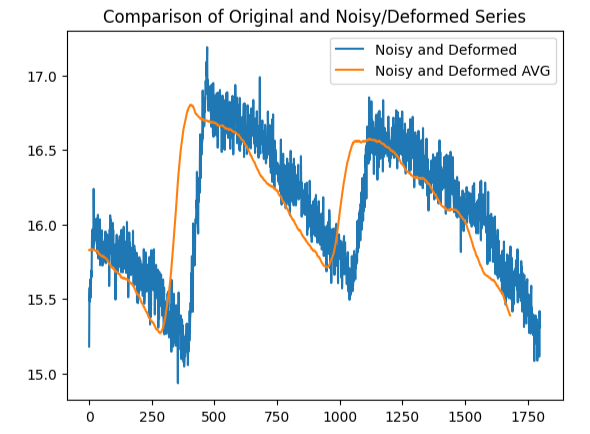 Comparison of Original and Noisy/Deformed Series
Noisy and Deformed
Noisy and Deformed AVG
17.0
16.5
16.0
15.5
15.0
0 250 500 750 1000 1250 1500 1750